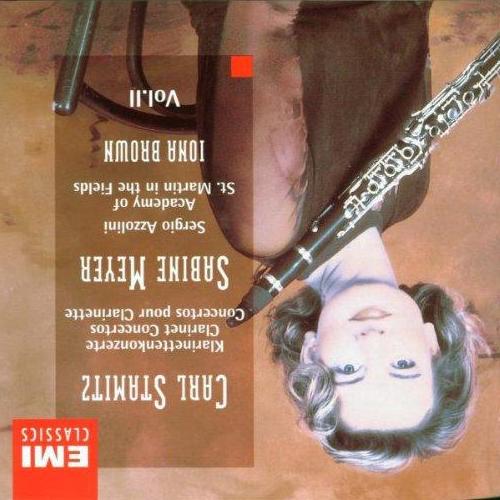 EMI
CLASSICS
CARL STAMITZ
Klarinettenkonzerte
Clarinet Concertos
Concertos pour Clarinette
SABINE MEYER
Sergio Azzolini
Academy of
St. Martin in the Fields
IONA BROWN
Vol.II